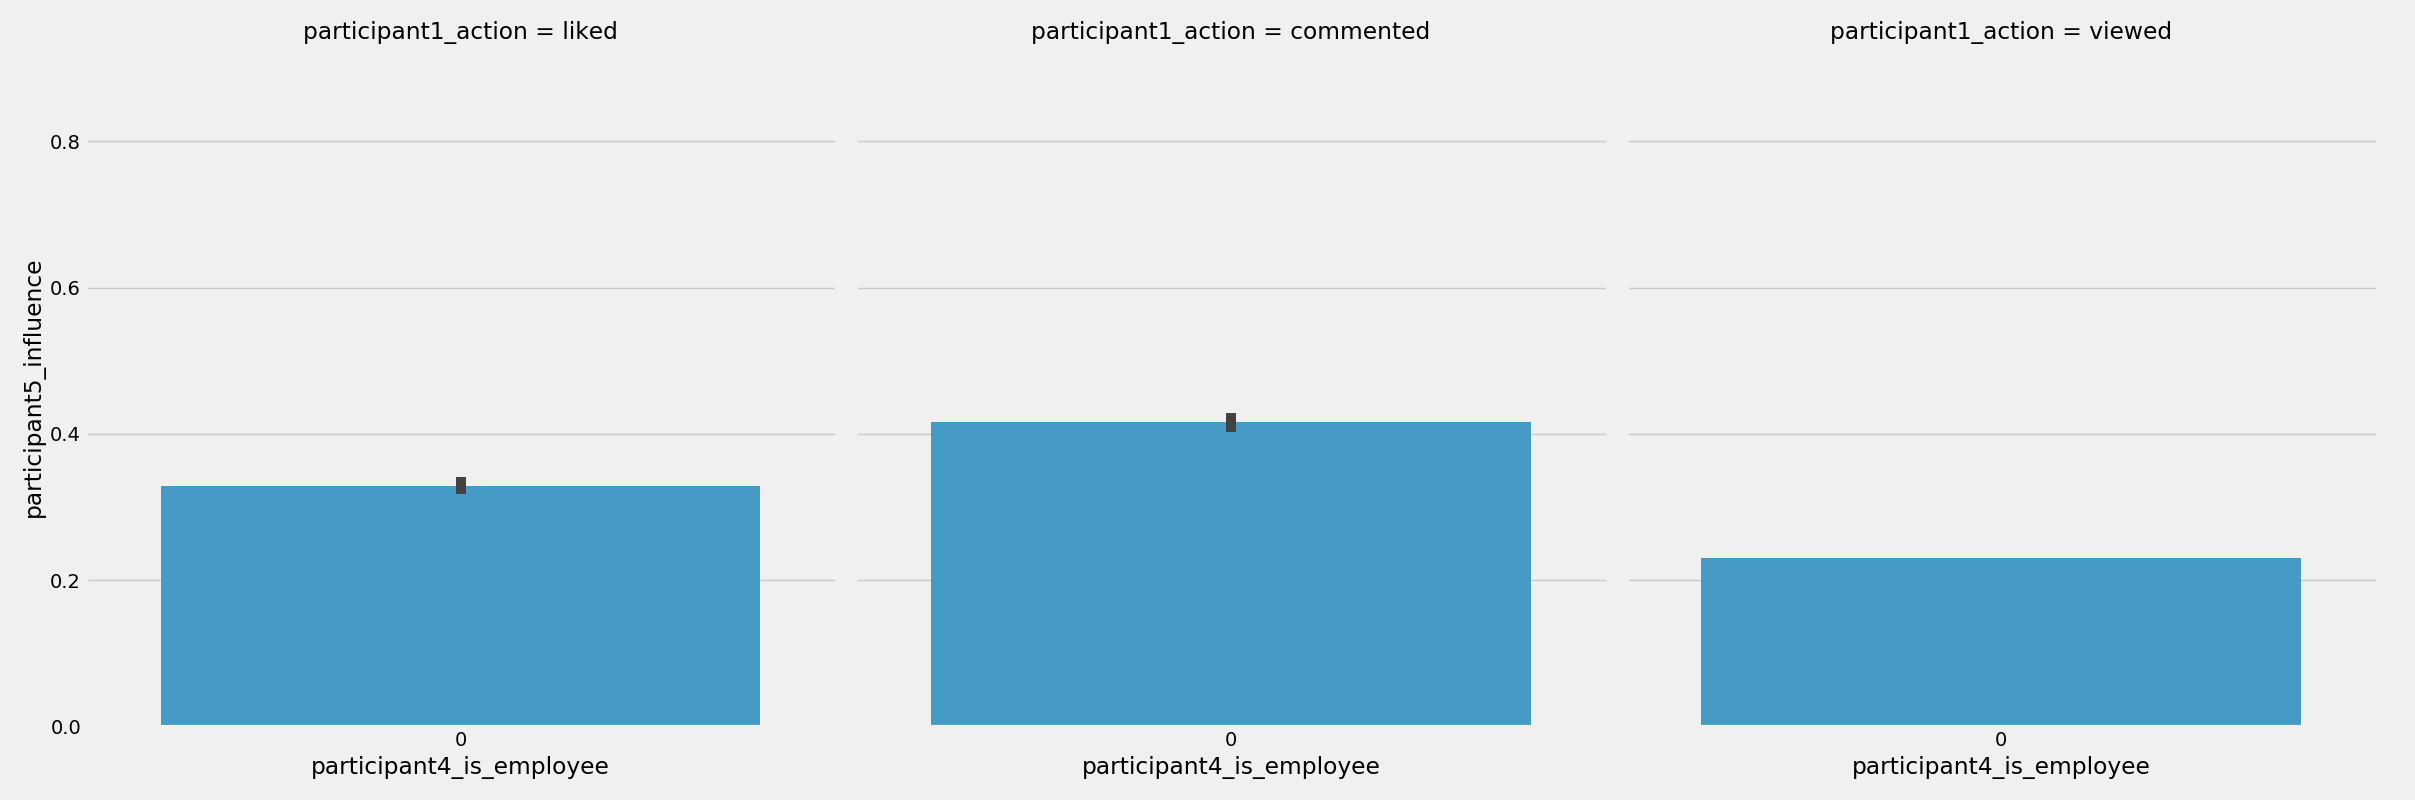 participant1_action = liked
participant1_action = commented
participant1_action = viewed
participant5_influence
0.8
0.6
0.4
0.2
0.0
0
0
0
participant4_is_employee
participant4_is_employee
participant4_is_employee